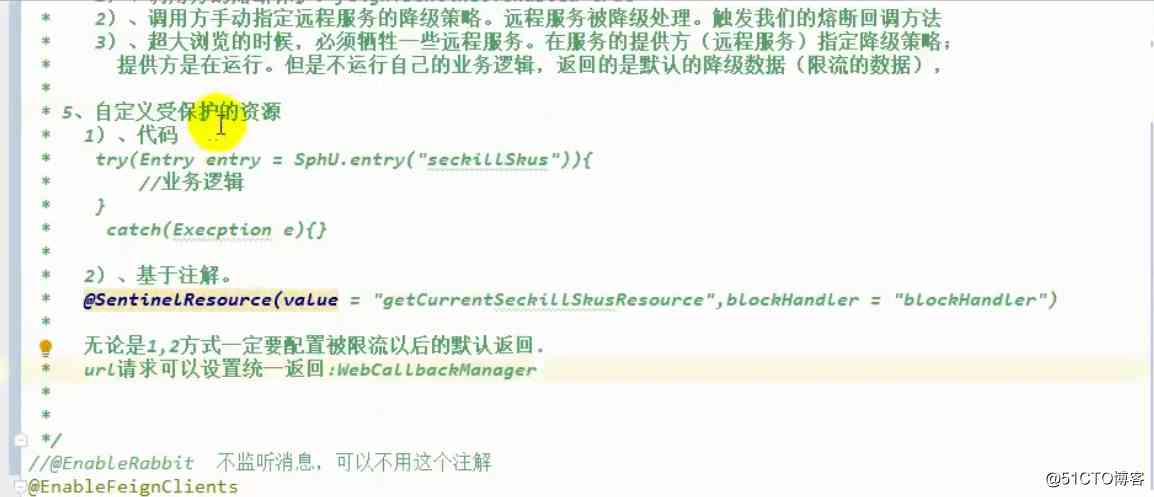 * 2）、调用方手动指定远程服务的降级策略。远程服务被降级处理。触发我们的熔断回调方法
* 3）、超大浏览的时候，必须牺牲一些远程服务。在服务的提供方（远程服务）指定降级策略；
* 提供方是在运行。但是不运行自己的业务逻辑，返回的是默认的降级数据（限流的数据），
*
* 5、自定义受保护的资源
* 1）、代码
* try(Entry entry = SphU.entry("seckillSkus")){
* //业务逻辑
* }
* catch(Execption e){}
*
* 2）、基于注解。
* @SentinelResource(value = "getCurrentSeckillSkusResource",blockHandler = "blockHandler")
*
* 无论是1,2方式一定要配置被限流以后的默认返回.
* url请求可以设置统一返回:WebCallbackManager
*
*
*/
//@EnableRabbit 不监听消息，可以不用这个注解
@EnableFeignClients
@51CTO博客